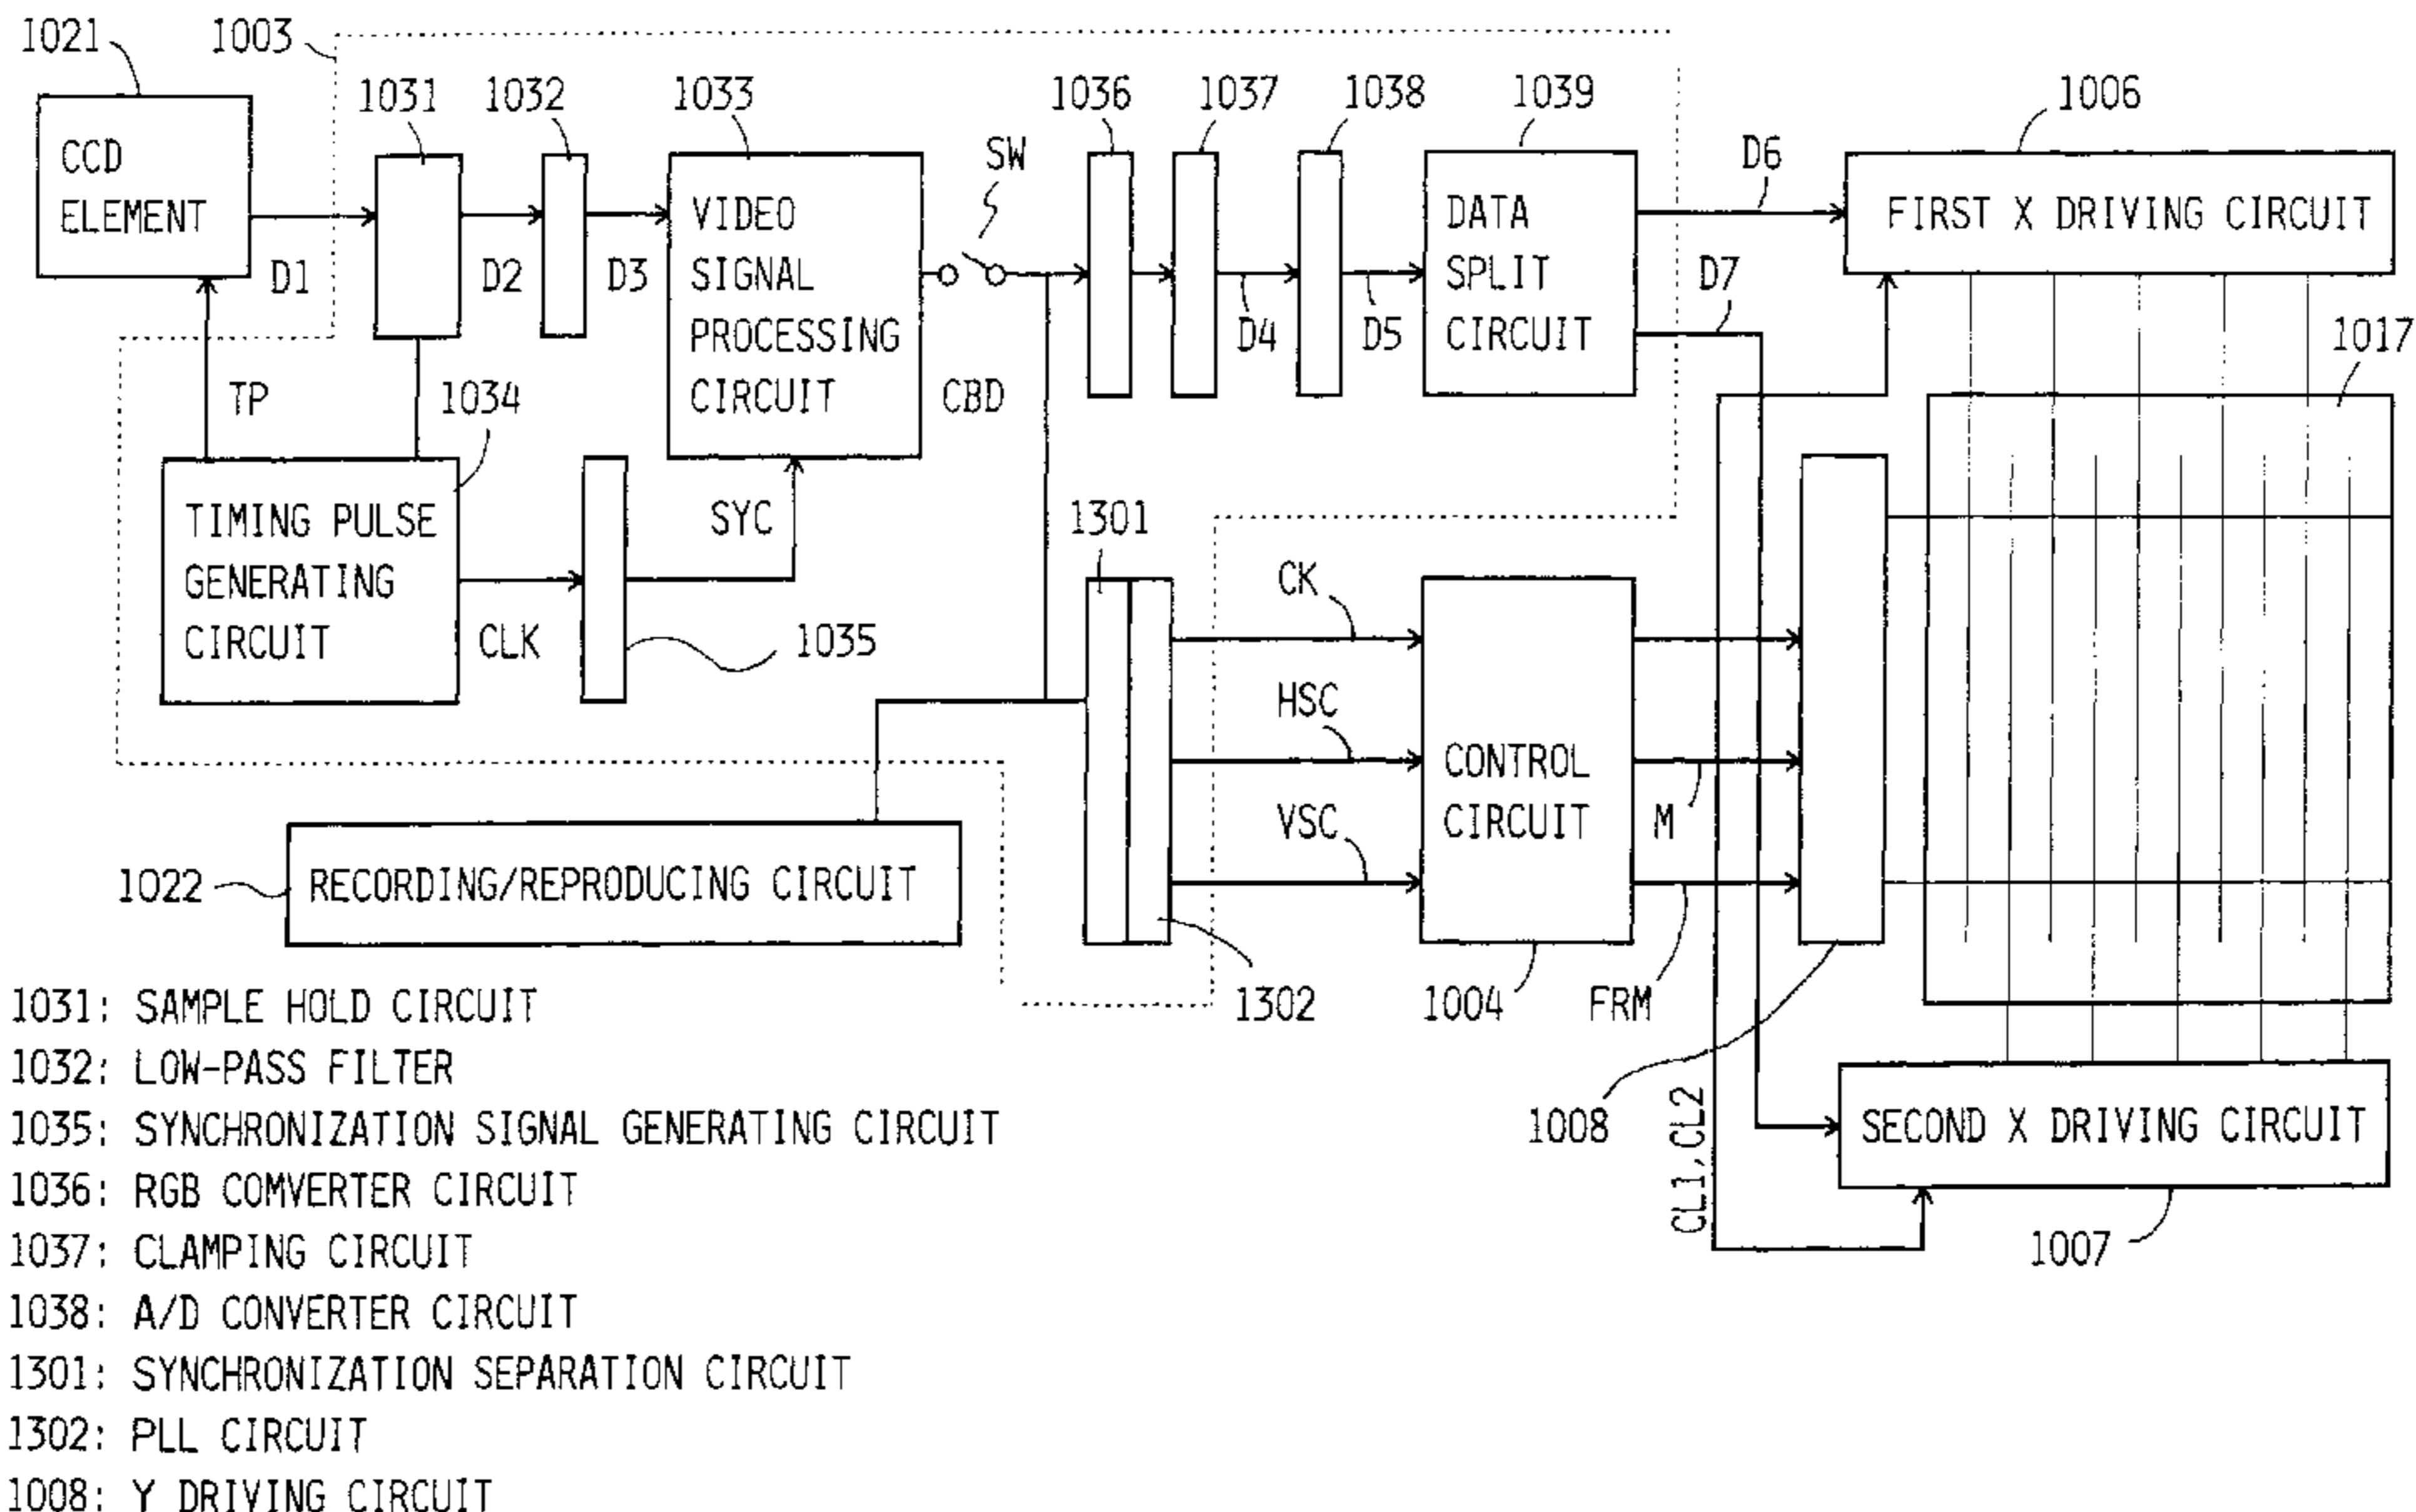 1021
1003
1031
1032
1033
1036
1037
1038
1039
1006
CCD
ELEMENT
D1
D2
D3
VIDEO
SIGNAL
PROCESSING
CIRCUIT
SW
CBD
D4
D5
DATA
SPLIT
CIRCUIT
D6
D7
FIRST X DRIVING CIRCUIT
1017
TP
1034
TIMING PULSE
GENERATING
CIRCUIT
CLK
SYC
1035
1301
CK
HSC
VSC
CONTROL
CIRCUIT
M
1022
RECORDING/REPRODUCING CIRCUIT
1302
1004
FRM
1008
CL1,CL2
SECOND X DRIVING CIRCUIT
1007
1031: SAMPLE HOLD CIRCUIT
1032: LOW-PASS FILTER
1035: SYNCHRONIZATION SIGNAL GENERATING CIRCUIT
1036: RGB COMVERTER CIRCUIT
1037: CLAMPING CIRCUIT
1038: A/D CONVERTER CIRCUIT
1301: SYNCHRONIZATION SEPARATION CIRCUIT
1302: PLL CIRCUIT
1008: Y DRIVING CIRCUIT